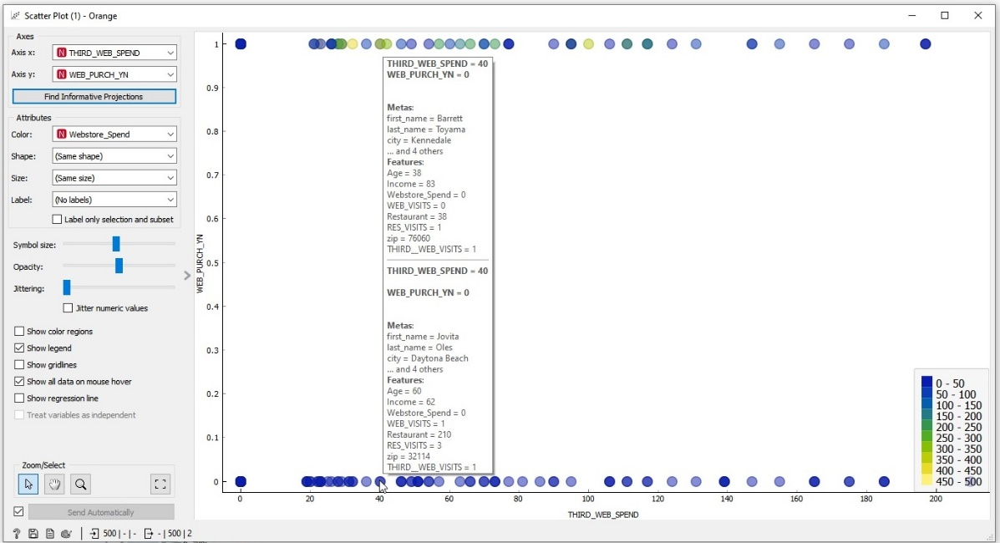 Scatter Plot (1) - Orange
Axes
Axis x: N THIRD_WEB_SPEND
Axis y: N WEB_PURCH_YN
Find Informative Projections
Attributes
Color: N Webstore_Spend
Shape: (Same shape)
Size: (Same size)
Label: (No labels)
Label only selection and subset
Symbol size:
Opacity:
Jittering:
Jitter numeric values
Show color regions
Show legend
Show gridlines
Show all data on mouse hover
Show regression line
Treat variables as independent
Zoom/Select
Send Automatically
? 500 | - | - - | 500 | 2
WEB_PURCH_YN
1
0.9
0.8
0.7
0.6
0.5
0.4
0.3
0.2
0.1
0
THIRD_WEB_SPEND = 40
WEB_PURCH_YN = 0
Metas:
first_name = Barrett
last_name = Toyama
city = Kennedale
... and 4 others
Features:
Age = 38
Income = 83
Webstore_Spend = 0
WEB_VISITS = 0
Restaurant = 38
RES_VISITS = 1
zip = 76060
THIRD__WEB_VISITS = 1
THIRD_WEB_SPEND = 40
WEB_PURCH_YN = 0
Metas:
first_name = Jovita
last_name = Oles
city = Daytona Beach
... and 4 others
Features:
Age = 60
Income = 62
Webstore_Spend = 0
WEB_VISITS = 1
Restaurant = 210
RES_VISITS = 3
zip = 32114
THIRD__WEB_VISITS = 1
0 - 50
50 - 100
100 - 150
150 - 200
200 - 250
250 - 300
300 - 350
350 - 400
400 - 450
450 - 500
0 20 40 60 80 100 120 140 160 180 200
THIRD_WEB_SPEND